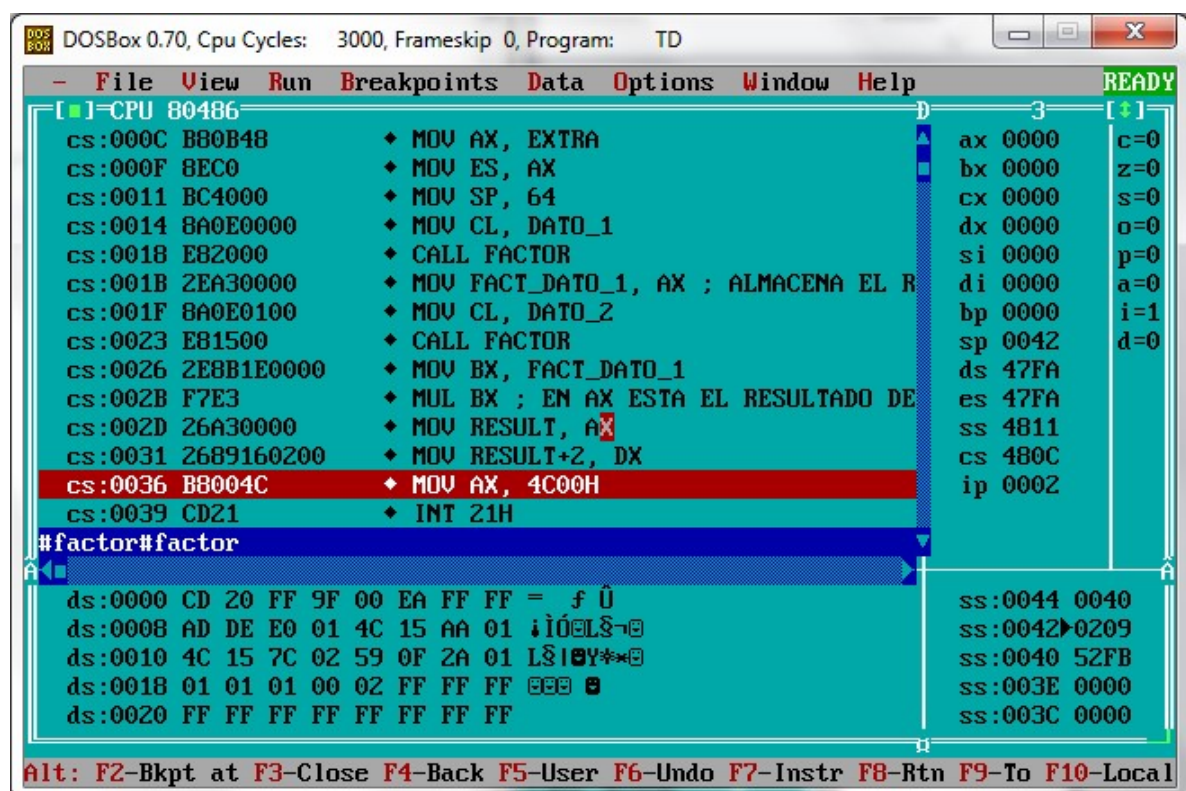 DOSBox 0.70, Cpu Cycles: 3000, Frameskip 0, Program: TD
- File View Run Breakpoints Data Options Window Help READY
[■]=CPU 80486 3 [↕]
cs:000C B80B48 ♦ MOV AX, EXTRA ax 0000 c=0
cs:000F 8EC0 ♦ MOV ES, AX bx 0000 z=0
cs:0011 BC4000 ♦ MOV SP, 64 cx 0000 s=0
cs:0014 8A0E0000 ♦ MOV CL, DATO_1 dx 0000 o=0
cs:0018 E82000 ♦ CALL FACTOR si 0000 p=0
cs:001B 2EA30000 ♦ MOV FACT_DATO_1, AX ; ALMACENA EL R di 0000 a=0
cs:001F 8A0E0100 ♦ MOV CL, DATO_2 bp 0000 i=1
cs:0023 E81500 ♦ CALL FACTOR sp 0042 d=0
cs:0026 2E8B1E0000 ♦ MOV BX, FACT_DATO_1 ds 47FA
cs:002B F7E3 ♦ MUL BX ; EN AX ESTA EL RESULTADO DE es 47FA
cs:002D 26A30000 ♦ MOV RESULT, AX ss 4811
cs:0031 2689160200 ♦ MOV RESULT+2, DX cs 480C
cs:0036 B8004C ♦ MOV AX, 4C00H ip 0002
cs:0039 CD21 ♦ INT 21H
#factor#factor
ds:0000 CD 20 FF 9F 00 EA FF FF = ƒ Û ss:0044 0040
ds:0008 AD DE E0 01 4C 15 AA 01 ¡ÌÓ☺L§¬☺ ss:0042►0209
ds:0010 4C 15 7C 02 59 0F 2A 01 L§|☻Y☼*☺ ss:0040 52FB
ds:0018 01 01 01 00 02 FF FF FF ☺☺☺ ☻ ss:003E 0000
ds:0020 FF FF FF FF FF FF FF FF ss:003C 0000
Alt: F2-Bkpt at F3-Close F4-Back F5-User F6-Undo F7-Instr F8-Rtn F9-To F10-Local